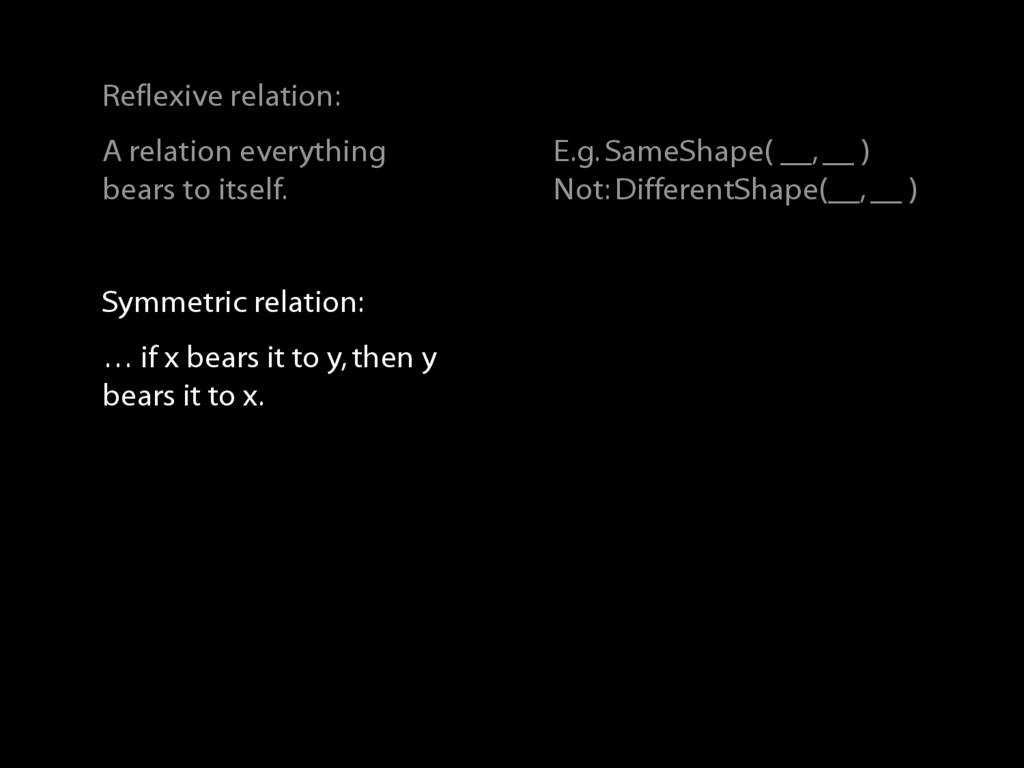 Reflexive relation:
A relation everything
bears to itself.
E.g. SameShape( __, __ )
Not: DifferentShape(__, __ )
Symmetric relation:
… if x bears it to y, then y
bears it to x.